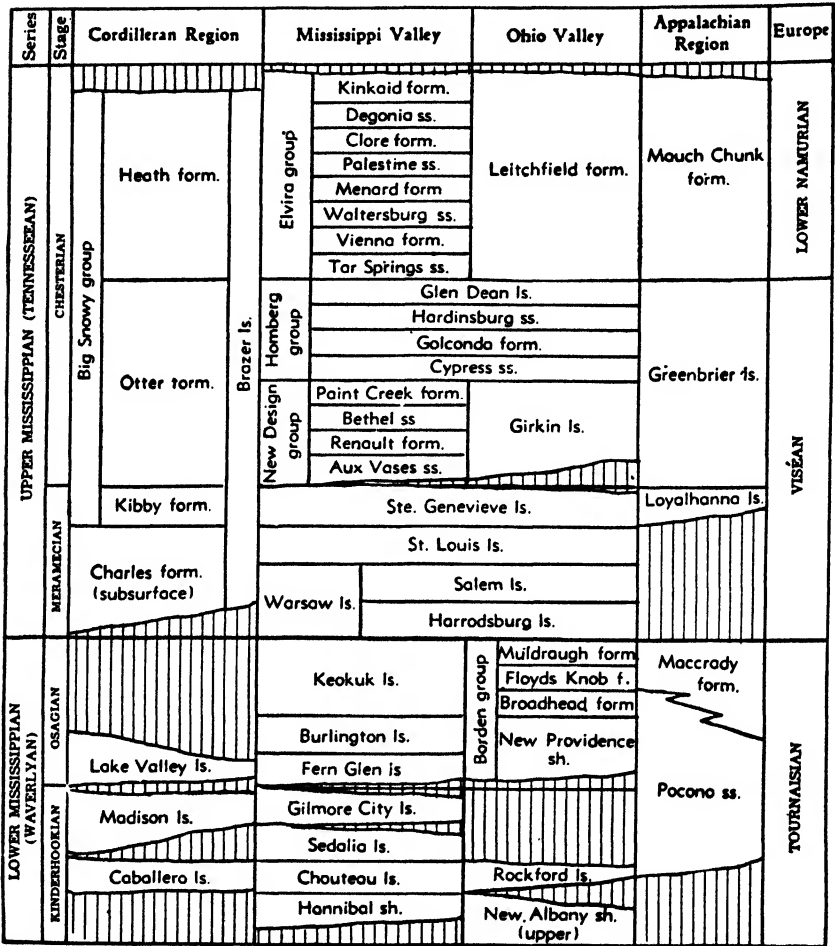 Series
Stage
Cordilleran Region
Mississippi Valley
Ohio Valley
Appalachian
Region
Europe
UPPER MISSISSIPPIAN (TENNESSEEAN)
CHESTERIAN
Big Snowy group
Heath form.
Otter torm.
Kibby form.
Brazer ls.
Elvira group
Kinkaid form.
Degonia ss.
Clore form.
Palestine ss.
Menard form
Waltersburg ss.
Vienna form.
Tar Springs ss.
Leitchfield form.
Mauch Chunk
form.
LOWER NAMURIAN
Homberg
group
Glen Dean ls.
Hardinsburg ss.
Golconda form.
Cypress ss.
New Design
group
Paint Creek form.
Bethel ss
Renault form.
Aux Vases ss.
Girkin ls.
Greenbrier ls.
VISÉAN
MERAMECIAN
Charles form.
(subsurface)
Ste. Genevieve ls.
St. Louis ls.
Warsaw ls.
Salem ls.
Harrodsburg ls.
Loyalhanna ls.
LOWER MISSISSIPPIAN
(WAVERLYAN)
OSAGIAN
Lake Valley ls.
Keokuk ls.
Burlington ls.
Fern Glen is
Borden group
Muldraugh form
Floyds Knob f.
Broadhead form
New Providence
sh.
Maccrady
form.
Pocono ss.
TOURNAISIAN
KINDERHOOKIAN
Madison ls.
Caballero ls.
Gilmore City ls.
Sedalia ls.
Chouteau ls.
Hannibal sh.
Rockford ls.
New Albany sh.
(upper)